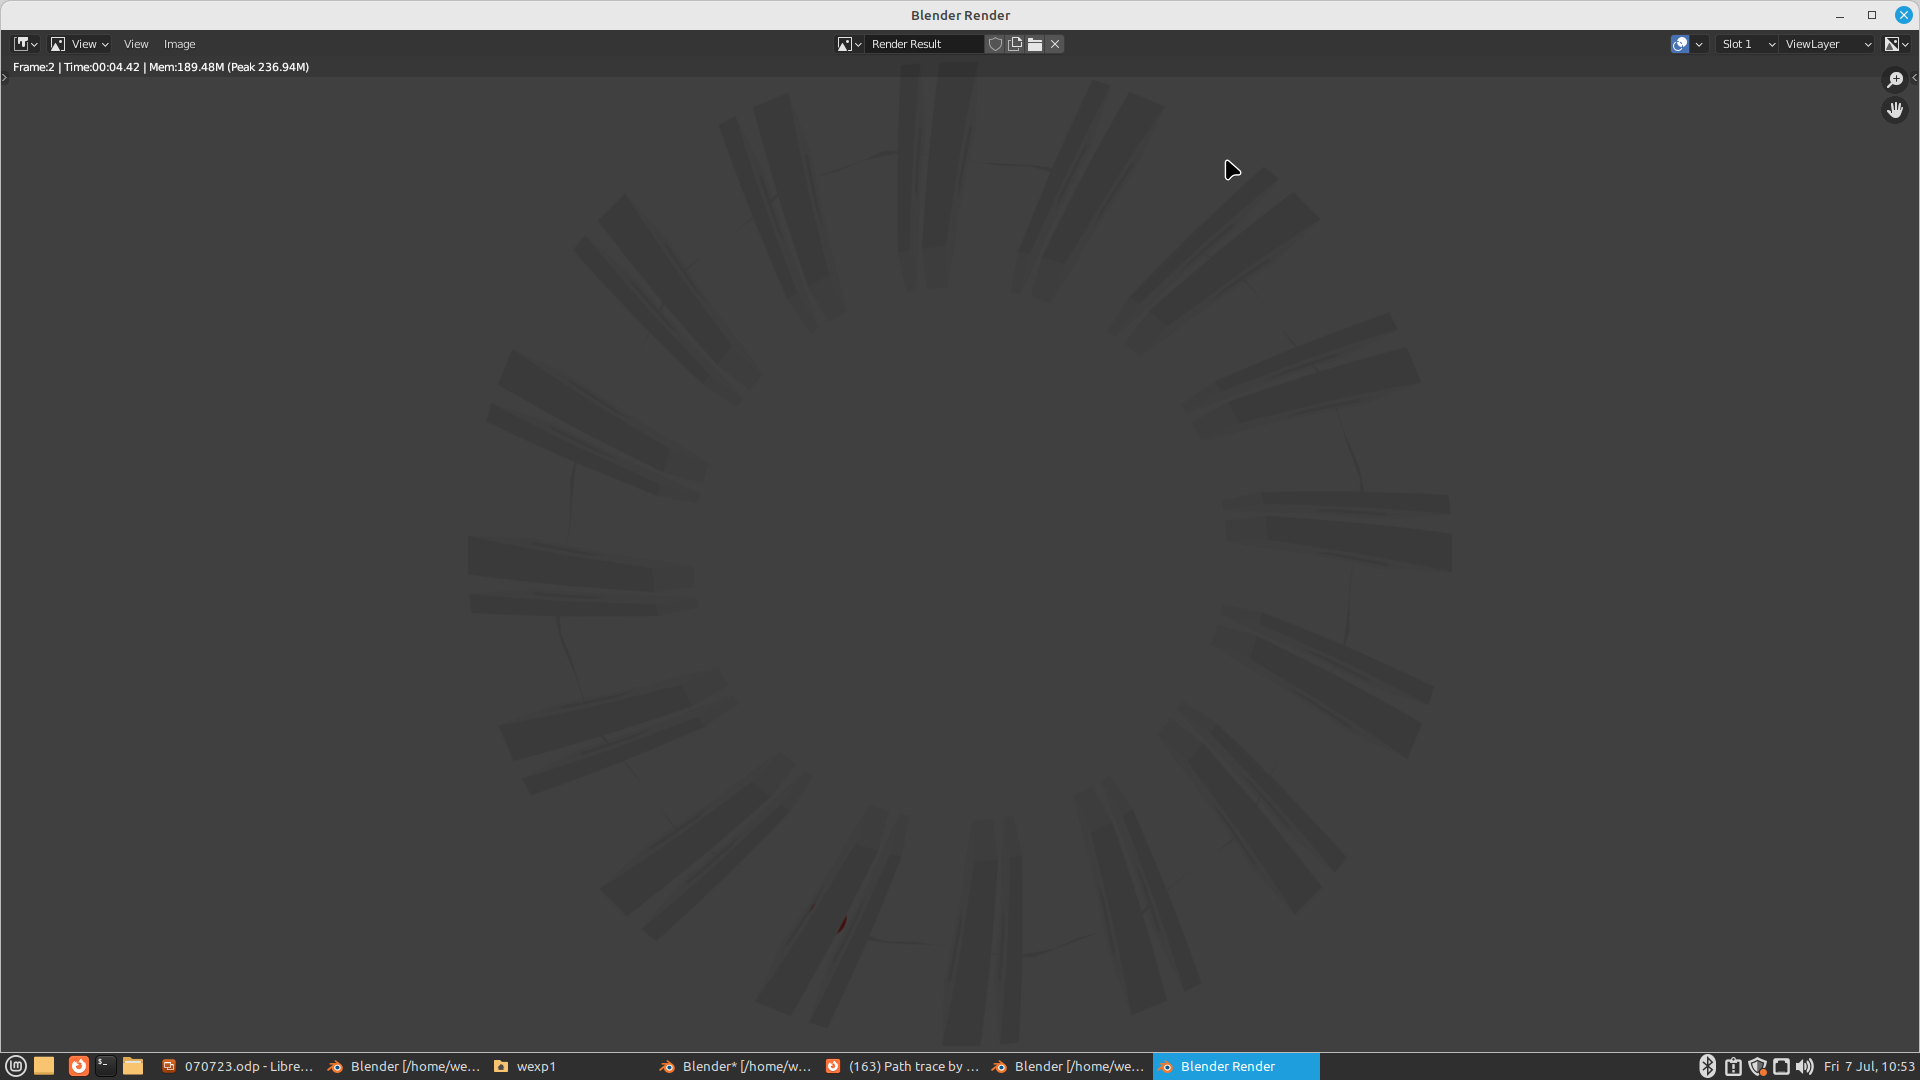 Blender Render
View View Image Render Result Slot 1 ViewLayer
Frame:2 | Time:00:04.42 | Mem:189.48M (Peak 236.94M)
070723.odp - Libre... Blender [/home/we... wexp1 Blender* [/home/w... (163) Path trace by ... Blender [/home/we... Blender Render Fri 7 Jul, 10:53